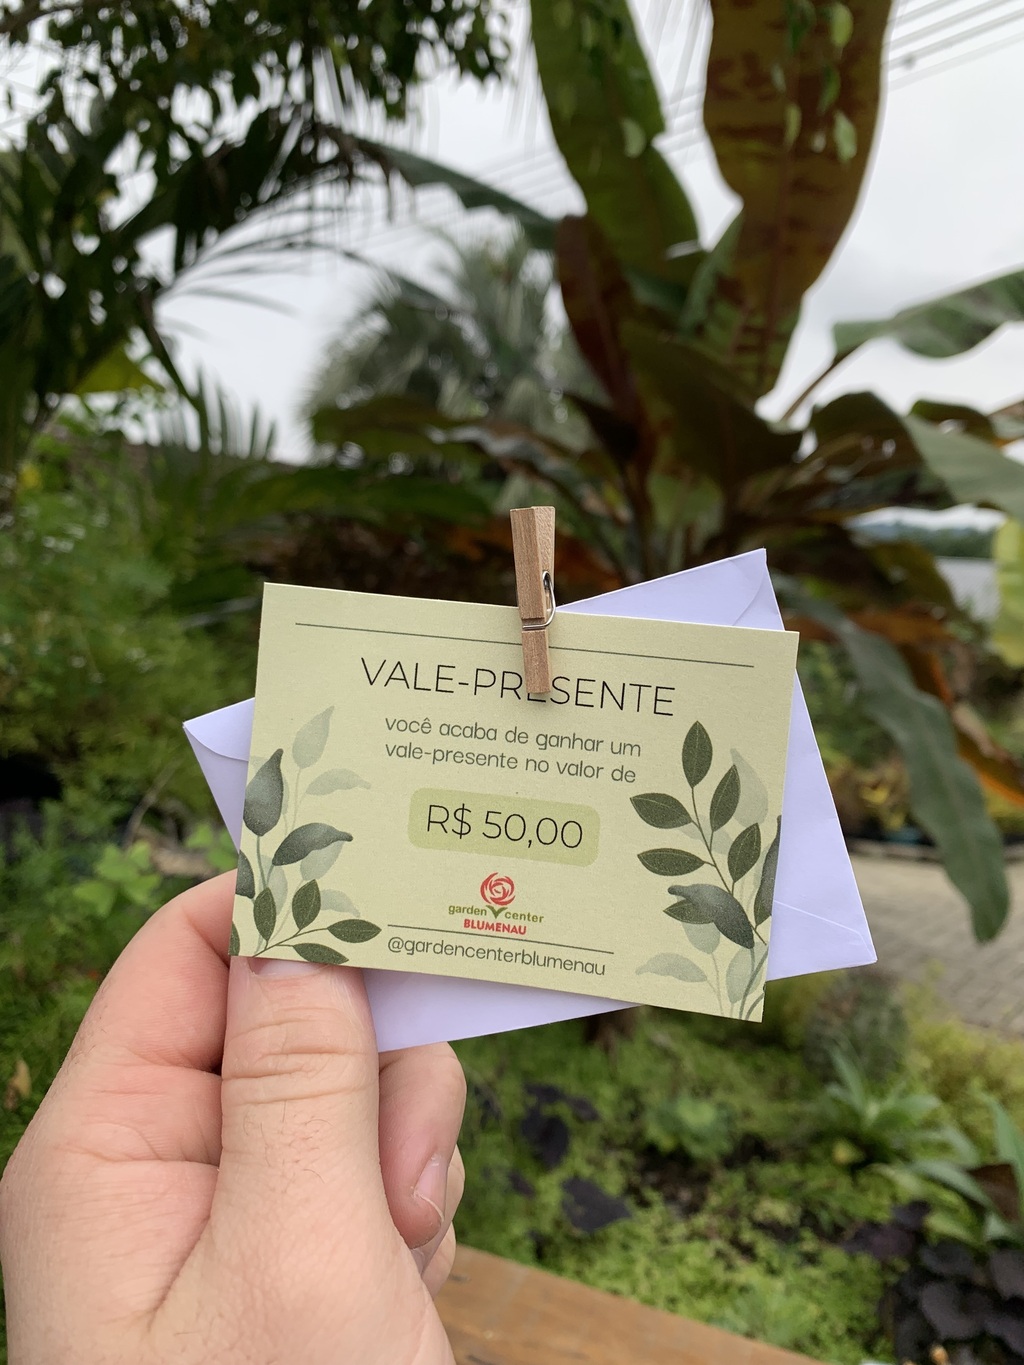 VALE-PRESENTE
você acaba de ganhar um
vale-presente no valor de
R$ 50,00
garden center
BLUMENAU
@gardencenterblumenau